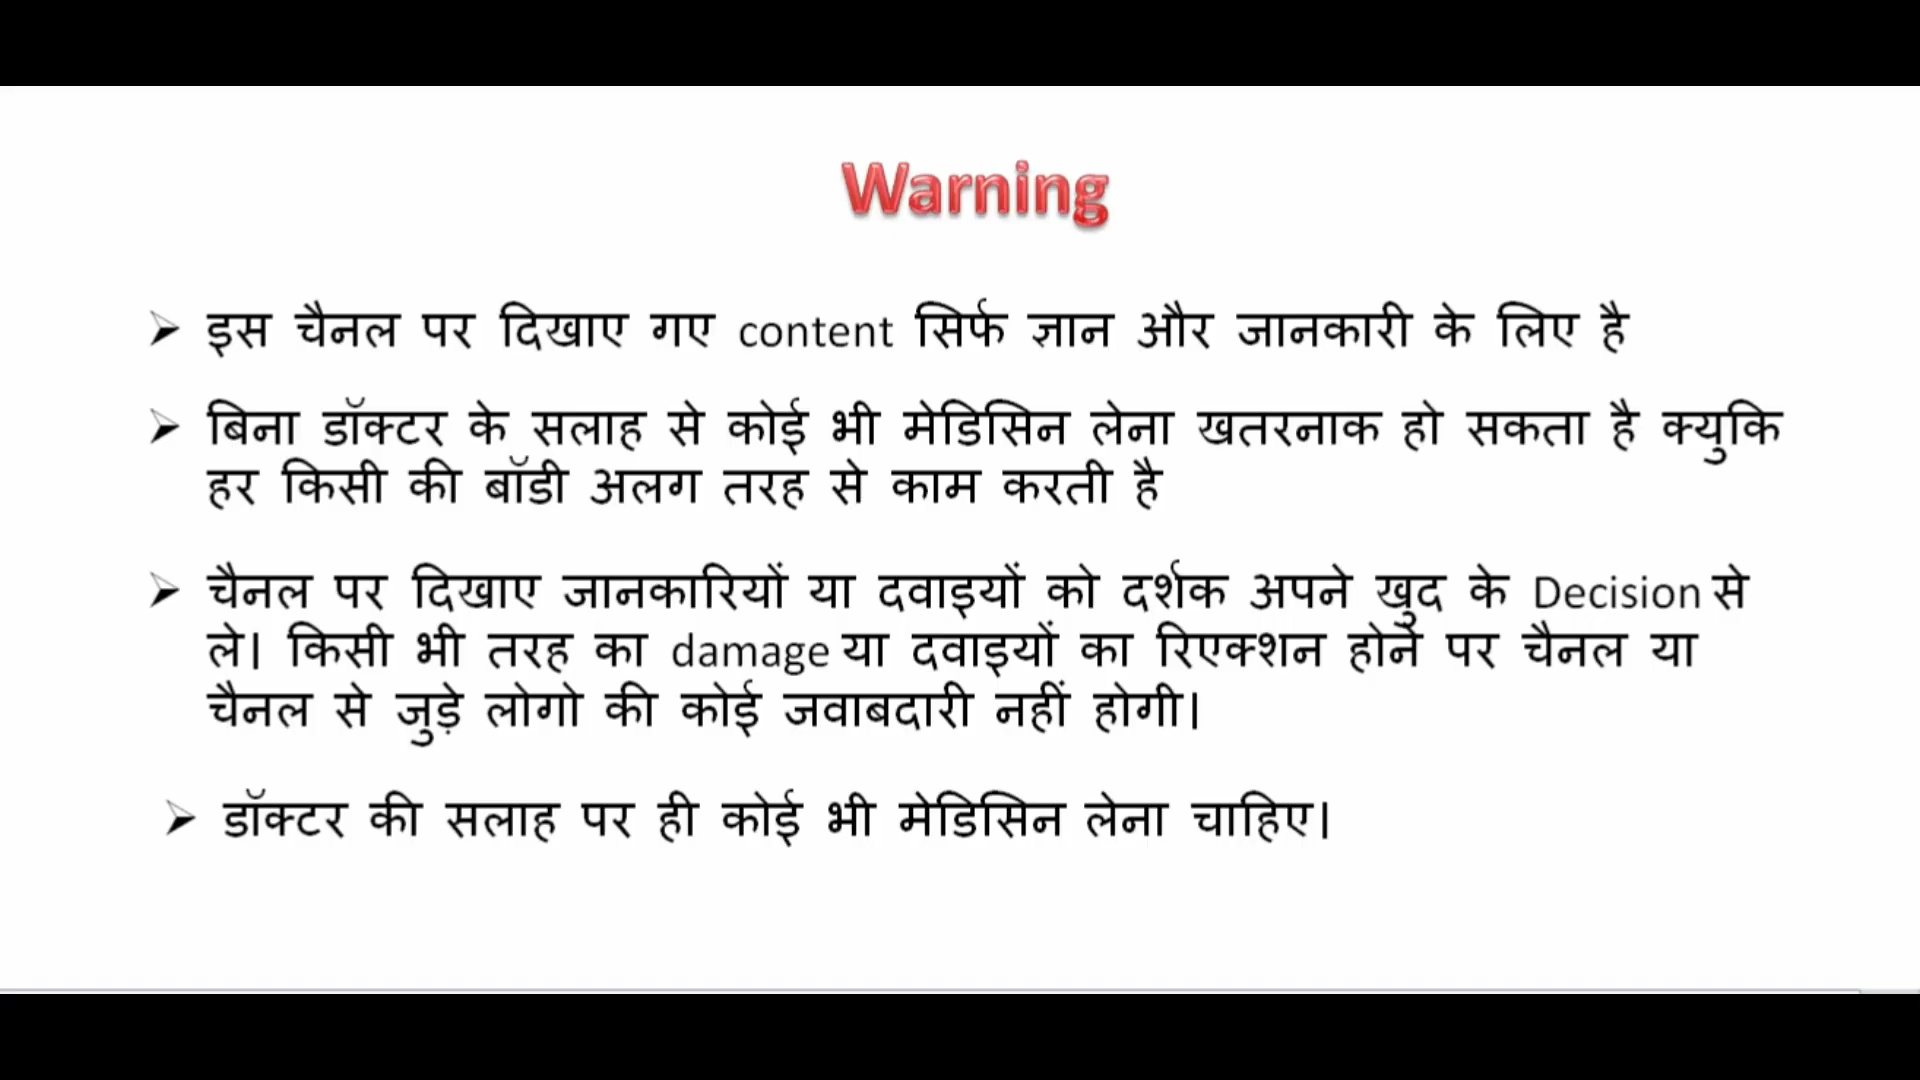 Warning
➢ इस चैनल पर दिखाए गए content सिर्फ ज्ञान और जानकारी के लिए है
➢ बिना डॉक्टर के सलाह से कोई भी मेडिसिन लेना खतरनाक हो सकता है क्युकि
हर किसी की बॉडी अलग तरह से काम करती है
➢ चैनल पर दिखाए जानकारियों या दवाइयों को दर्शक अपने खुद के Decision से
ले। किसी भी तरह का damage या दवाइयों का रिएक्शन होने पर चैनल या
चैनल से जुड़े लोगो की कोई जवाबदारी नहीं होगी।
➢ डॉक्टर की सलाह पर ही कोई भी मेडिसिन लेना चाहिए।